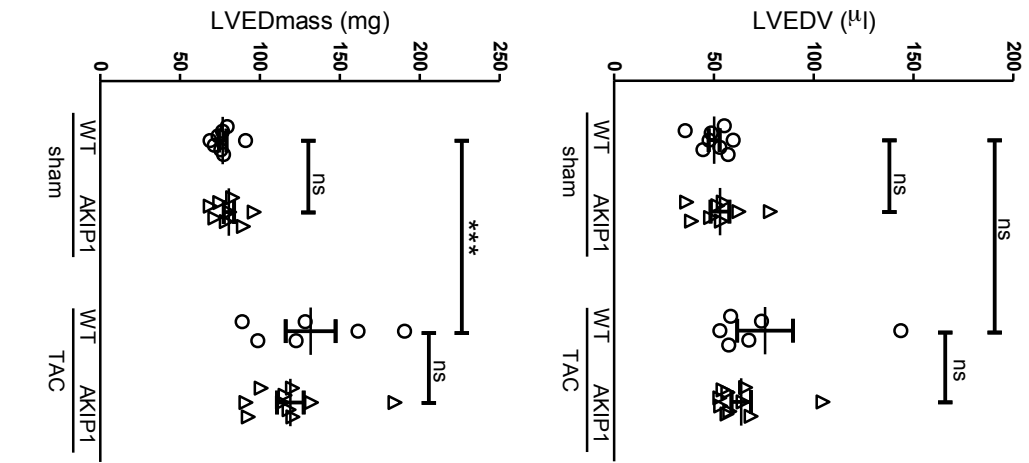 LVEDmass (mg)
0
50
100
150
200
250
ns
***
ns
WT
AKIP1
WT
AKIP1
sham
TAC
LVEDV (µl)
0
50
100
150
200
ns
ns
ns
WT
AKIP1
WT
AKIP1
sham
TAC